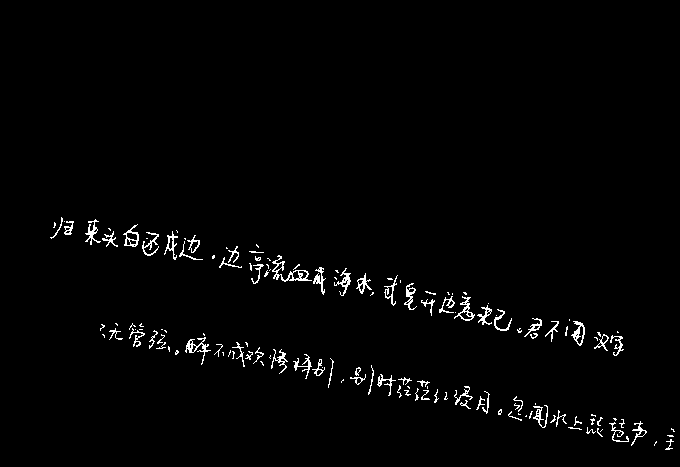 归来头白还戍边。边亭流血成海水,武皇开边意未已。君不闻汉家
无管弦。醉不成欢惨将别,别时茫茫江浸月。忽闻水上琵琶声,主